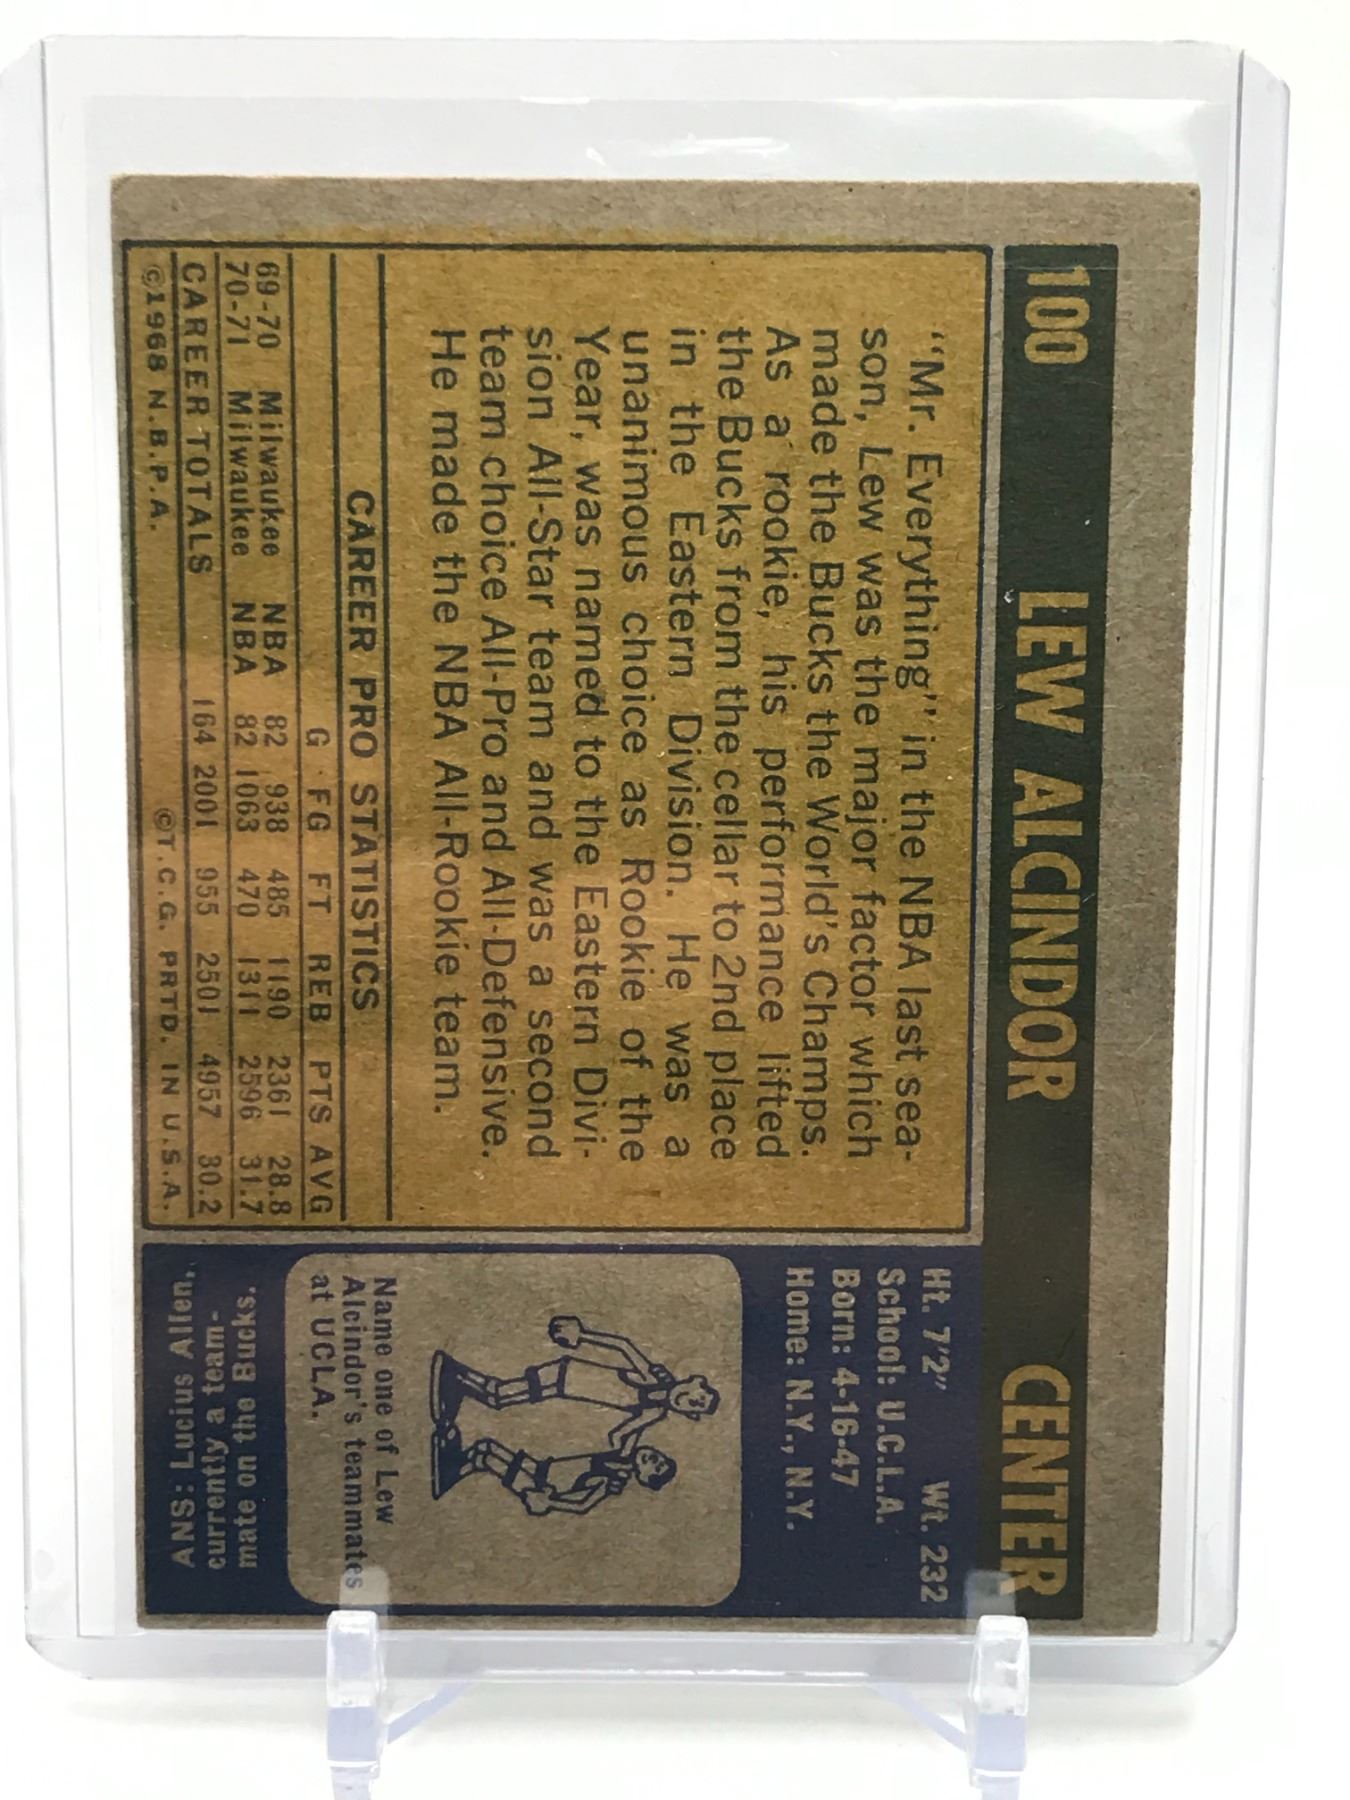 100 LEW ALCINDOR CENTER
"Mr. Everything" in the NBA last sea-
son, Lew was the major factor which
made the Bucks the World's Champs.
As a rookie, his performance lifted
the Bucks from the cellar to 2nd place
in the Eastern Division. He was a
unanimous choice as Rookie of the
Year, was named to the Eastern Divi-
sion All-Star team and was a second
team choice All-Pro and All-Defensive.
He made the NBA All-Rookie team.
CAREER PRO STATISTICS
G FG FT REB PTS AVG
69-70 Milwaukee NBA 82 938 485 1190 2361 28.8
70-71 Milwaukee NBA 82 1063 470 1311 2596 31.7
CAREER TOTALS 164 2001 955 2501 4957 30.2
©1968 N.B.P.A. ©T.C.G. PRTD. IN U.S.A.
Ht. 7'2" Wt. 232
School: U.C.L.A.
Born: 4-16-47
Home: N.Y., N.Y.
Name one of Lew
Alcindor's teammates
at UCLA.
ANS: Lucius Allen,
currently a team-
mate on the Bucks.